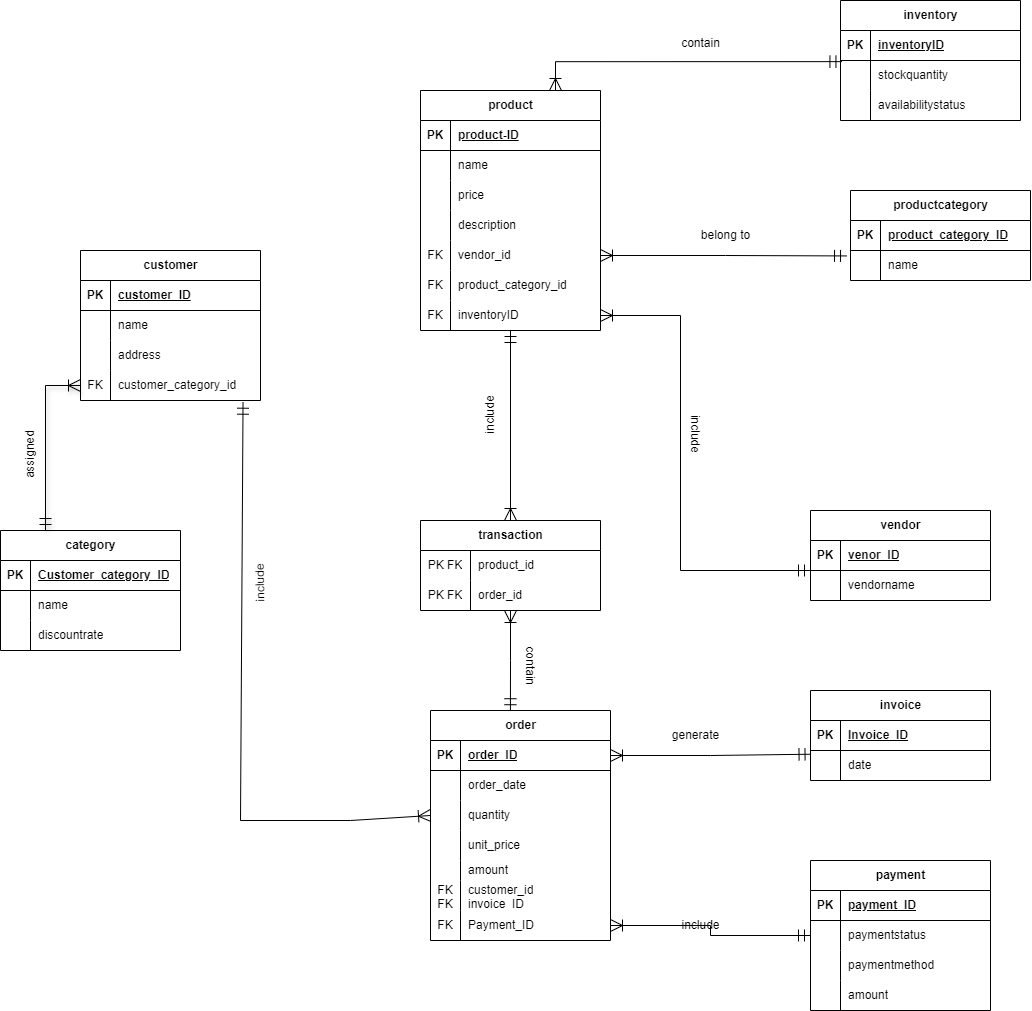 inventory
PK inventoryID
stockquantity
availabilitystatus
contain
product
PK product-ID
name
price
description
FK vendor_id
FK product_category_id
FK inventoryID
productcategory
PK product_category_ID
name
belong to
customer
PK customer_ID
name
address
FK customer_category_id
include
include
assigned
category
PK Customer_category_ID
name
discountrate
include
transaction
PK FK product_id
PK FK order_id
vendor
PK venor_ID
vendorname
contain
order
PK order_ID
order_date
quantity
unit_price
amount
FK customer_id
FK invoice_ID
FK Payment_ID
generate
invoice
PK Invoice_ID
date
include
payment
PK payment_ID
paymentstatus
paymentmethod
amount